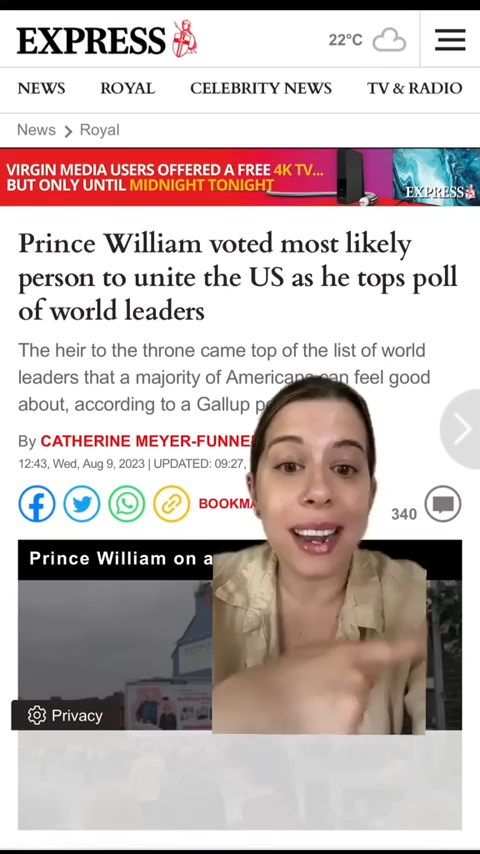 EXPRESS
22°C
NEWS ROYAL CELEBRITY NEWS TV & RADIO
News > Royal
VIRGIN MEDIA USERS OFFERED A FREE 4K TV...
BUT ONLY UNTIL MIDNIGHT TONIGHT
EXPRESS
Prince William voted most likely
person to unite the US as he tops poll
of world leaders
The heir to the throne came top of the list of world
leaders that a majority of Americans can feel good
about, according to a Gallup
By CATHERINE MEYER-FUNNE
12:43, Wed, Aug 9, 2023 | UPDATED: 09:27,
BOOKM
340
Prince William on a
Privacy